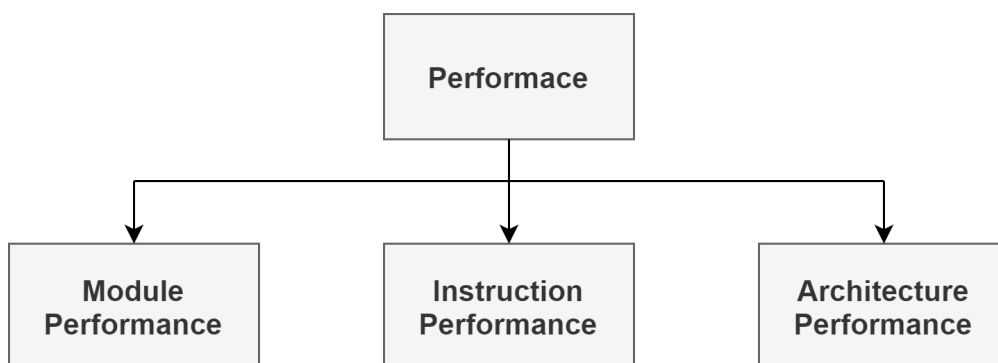 Performace
Module
Performance
Instruction
Performance
Architecture
Performance